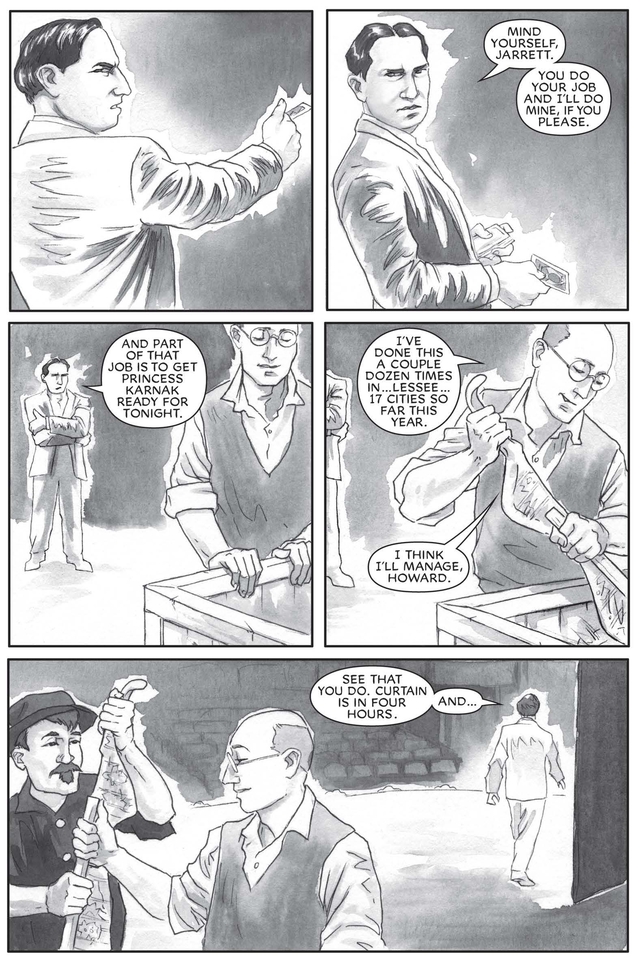 MIND
YOURSELF,
JARRETT.
YOU DO
YOUR JOB
AND I'LL DO
MINE, IF YOU
PLEASE.
AND PART
OF THAT
JOB IS TO GET
PRINCESS
KARNAK
READY FOR
TONIGHT.
I'VE
DONE THIS
A COUPLE
DOZEN TIMES
IN...LESSEE...
17 CITIES SO
FAR THIS
YEAR.
I THINK
I'LL MANAGE,
HOWARD.
SEE THAT
YOU DO. CURTAIN
IS IN FOUR
HOURS.
AND...